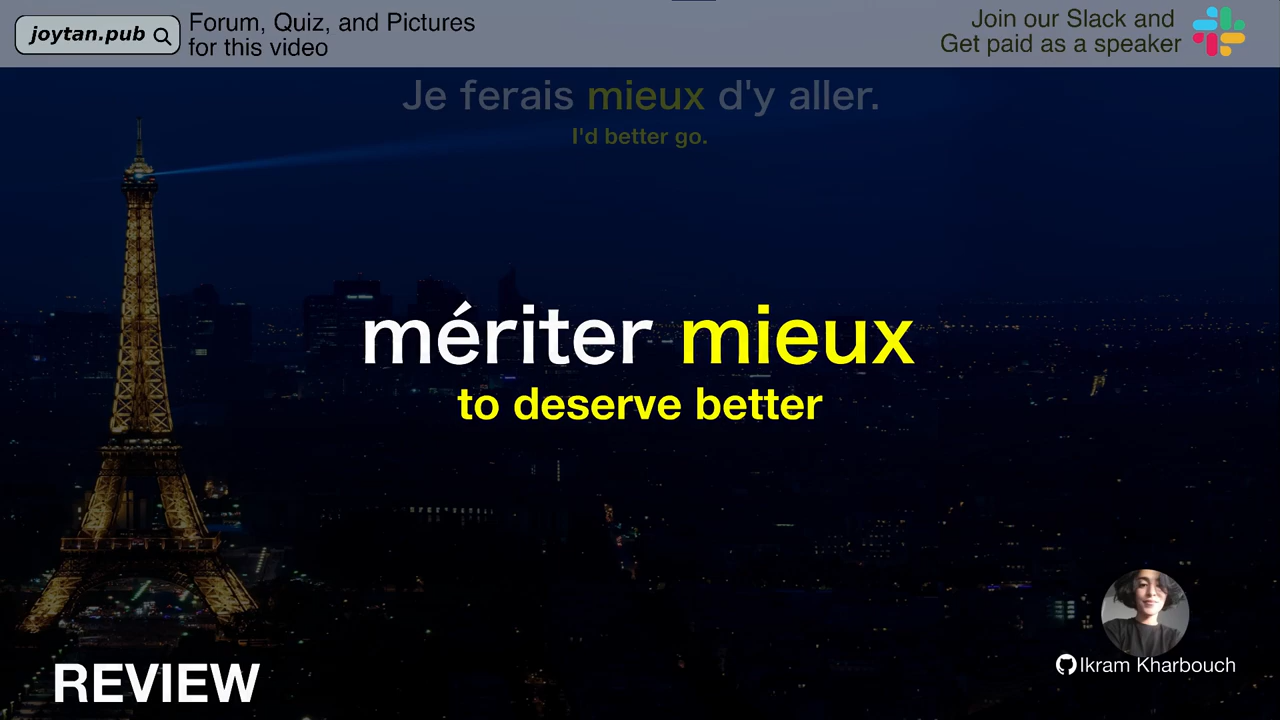 joytan.pub
Forum, Quiz, and Pictures
for this video
Join our Slack and
Get paid as a speaker
Je ferais mieux d'y aller.
I'd better go.
mériter mieux
to deserve better
Ikram Kharbouch
REVIEW